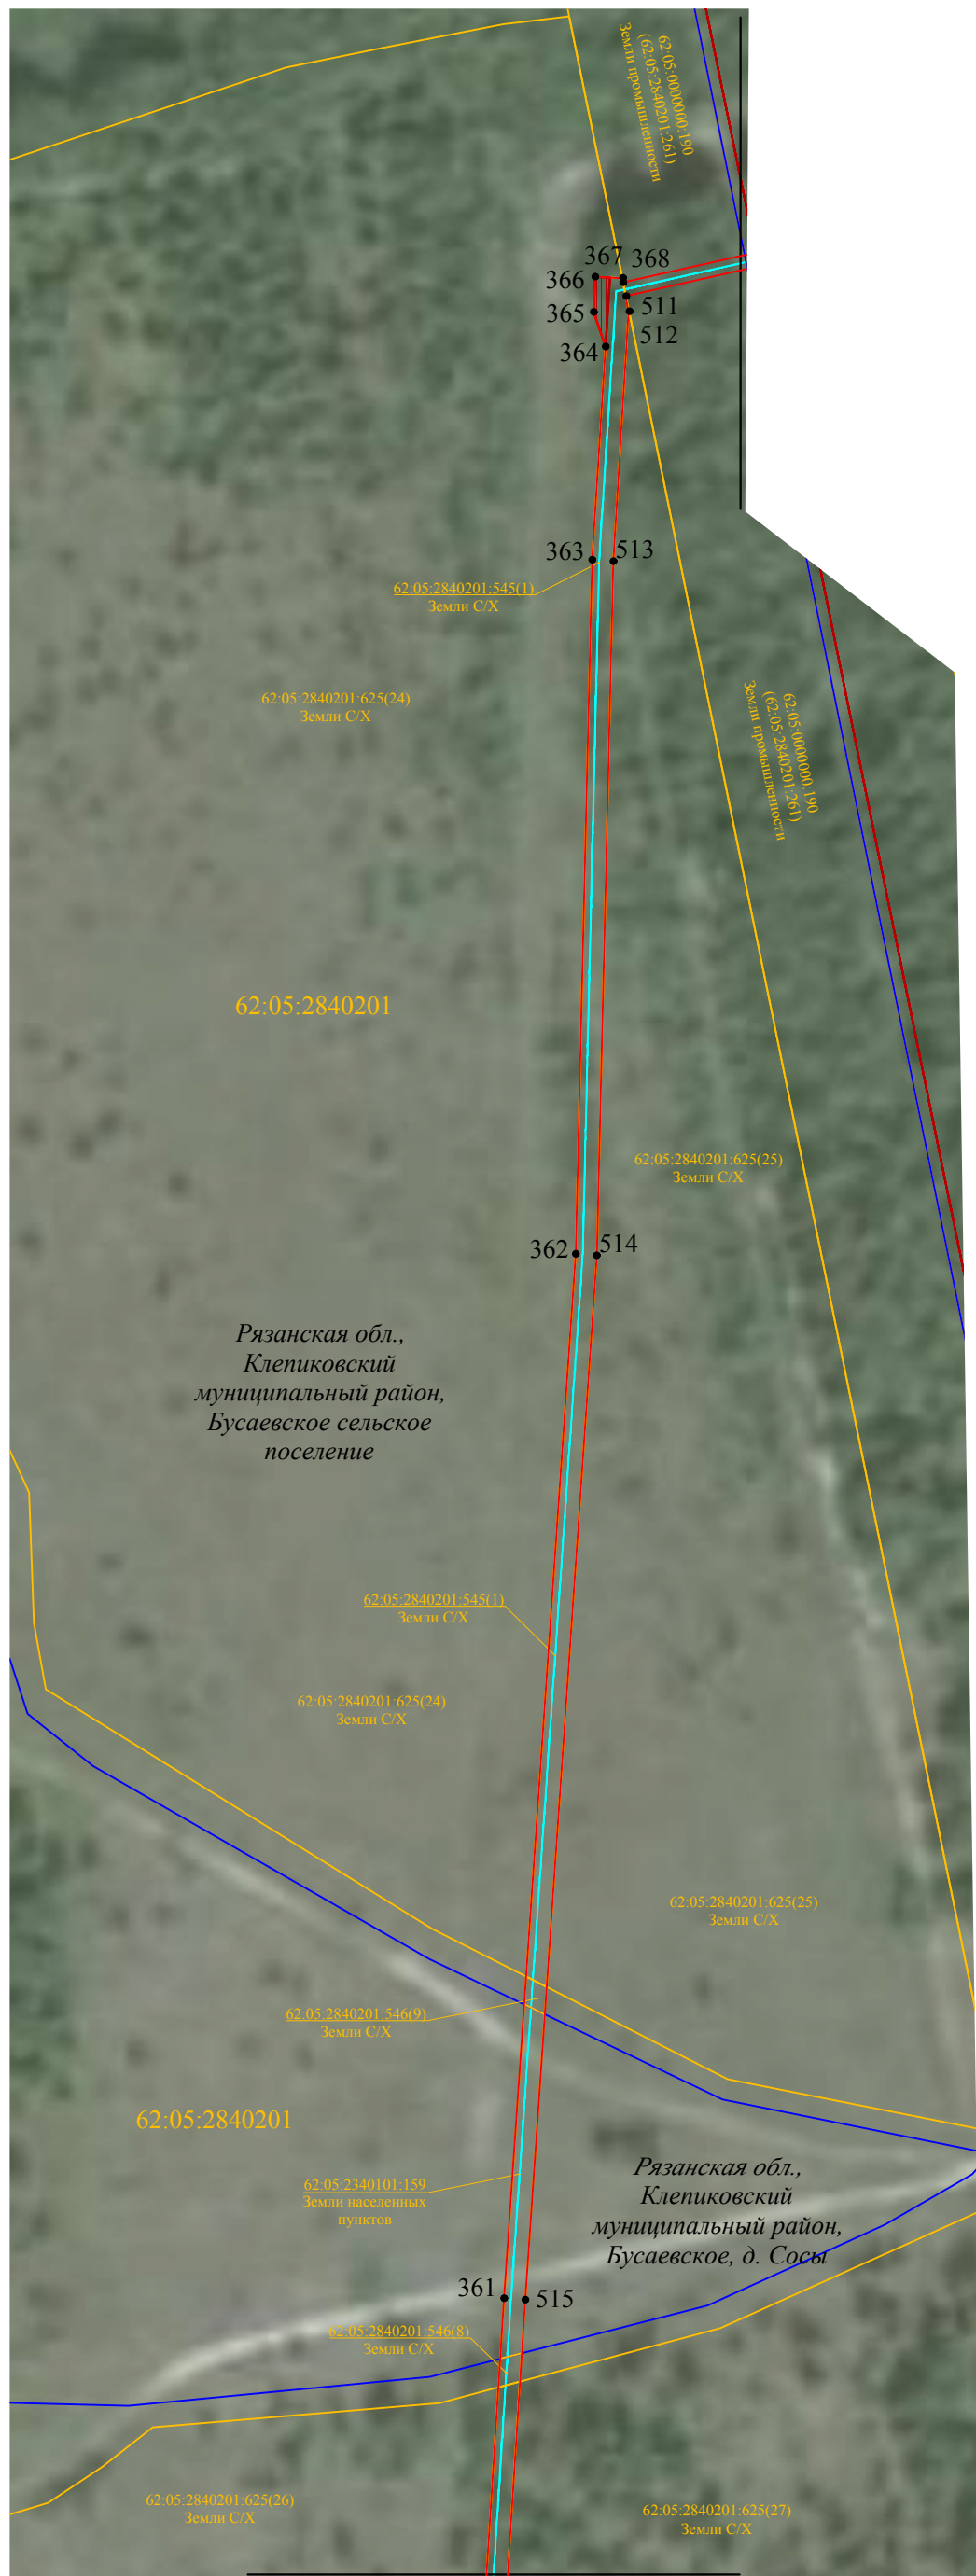 62:05:0000000:190
(62:05:2840201:261)
Земли промышленности
367
368
366
365
511
512
364
363
513
62:05:2840201:545(1)
Земли С/Х
62:05:2840201:625(24)
Земли С/Х
62:05:0000000:190
(62:05:2840201:261)
Земли промышленности
62:05:2840201
62:05:2840201:625(25)
Земли С/Х
362
514
Рязанская обл.,
Клепиковский
муниципальный район,
Бусаевское сельское
поселение
62:05:2840201:545(1)
Земли С/Х
62:05:2840201:625(24)
Земли С/Х
62:05:2840201:625(25)
Земли С/Х
62:05:2840201:546(9)
Земли С/Х
62:05:2840201
62:05:2340101:159
Земли населенных
пунктов
Рязанская обл.,
Клепиковский
муниципальный район,
Бусаевское, д. Сосы
361
515
62:05:2840201:546(8)
Земли С/Х
62:05:2840201:625(26)
Земли С/Х
62:05:2840201:625(27)
Земли С/Х